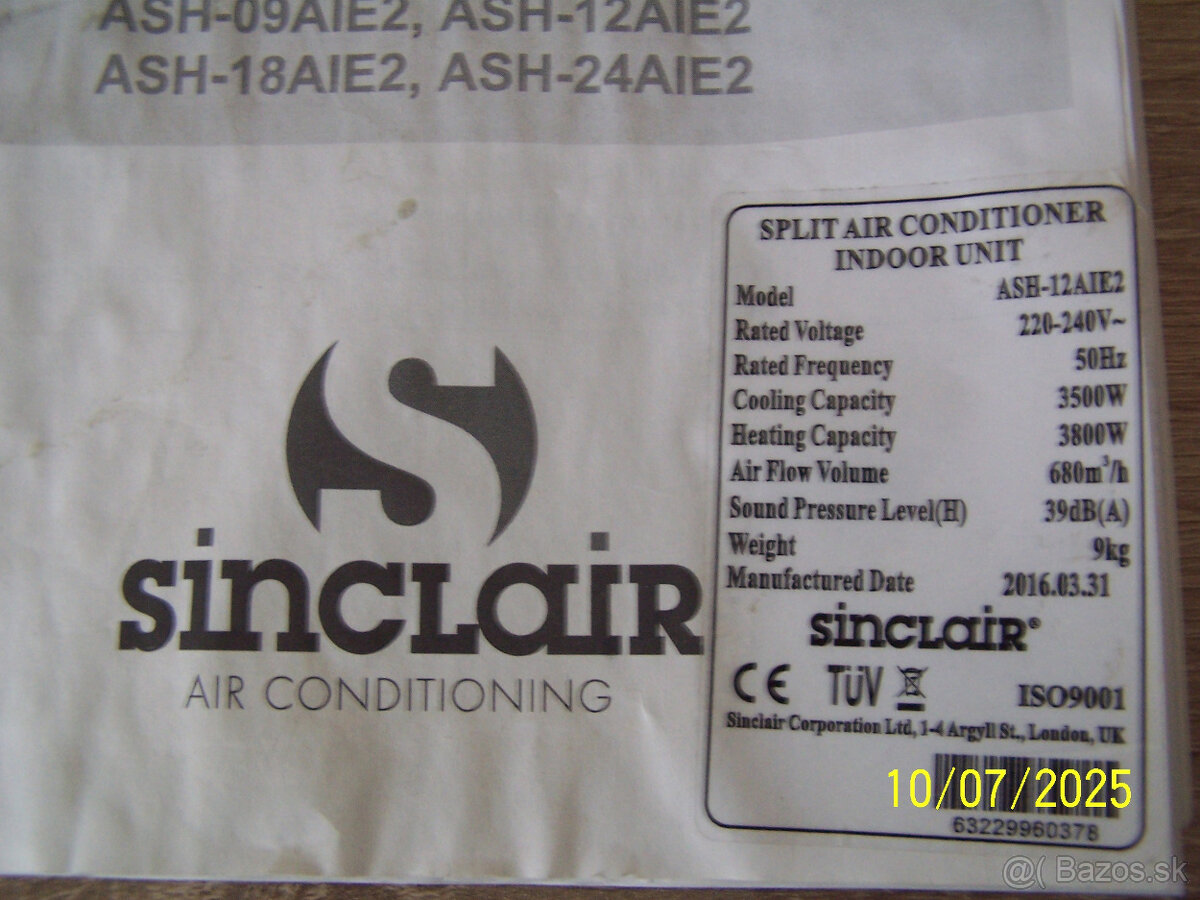 ASH-09AIE2, ASH-12AIE2
ASH-18AIE2, ASH-24AIE2
sinclair
AIR CONDITIONING
SPLIT AIR CONDITIONER
INDOOR UNIT
Model ASH-12AIE2
Rated Voltage 220-240V~
Rated Frequency 50Hz
Cooling Capacity 3500W
Heating Capacity 3800W
Air Flow Volume 680m³/h
Sound Pressure Level(H) 39dB(A)
Weight 9kg
Manufactured Date 2016.03.31
sinclair®
CE TÜV ISO9001
Sinclair Corporation Ltd, 1-4 Argyll St., London, UK
10/07/2025
63229960378
@( Bazos.sk